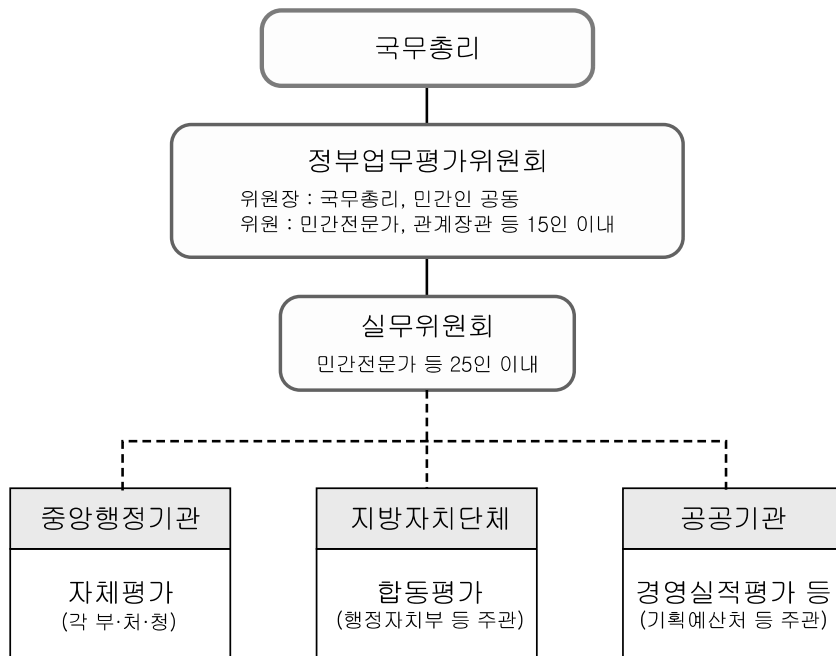 국무총리
정부업무평가위원회
위원장 : 국무총리, 민간인 공동
위원 : 민간전문가, 관계장관 등 15인 이내
실무위원회
민간전문가 등 25인 이내
중앙행정기관
지방자치단체
공공기관
자체평가
(각 부·처·청)
합동평가
(행정자치부 등 주관)
경영실적평가 등
(기획예산처 등 주관)